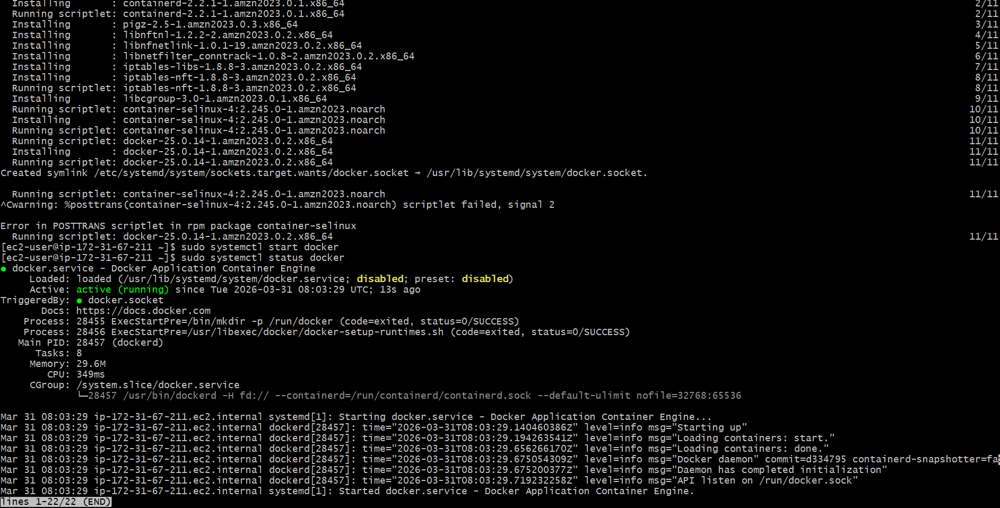 Installing       : containerd-2.2.1-1.amzn2023.0.1.x86_64                                                 2/11
  Running scriptlet: containerd-2.2.1-1.amzn2023.0.1.x86_64                                                 2/11
  Installing       : pigz-2.5-1.amzn2023.0.3.x86_64                                                         3/11
  Installing       : libnftnl-1.2.2-2.amzn2023.0.2.x86_64                                                   4/11
  Installing       : libnfnetlink-1.0.1-19.amzn2023.0.2.x86_64                                              5/11
  Installing       : libnetfilter_conntrack-1.0.8-2.amzn2023.0.2.x86_64                                     6/11
  Installing       : iptables-libs-1.8.8-3.amzn2023.0.2.x86_64                                              7/11
  Installing       : iptables-nft-1.8.8-3.amzn2023.0.2.x86_64                                               8/11
  Running scriptlet: iptables-nft-1.8.8-3.amzn2023.0.2.x86_64                                               8/11
  Installing       : libcgroup-3.0-1.amzn2023.0.1.x86_64                                                    9/11
  Running scriptlet: container-selinux-4:2.245.0-1.amzn2023.noarch                                         10/11
  Installing       : container-selinux-4:2.245.0-1.amzn2023.noarch                                         10/11
  Running scriptlet: container-selinux-4:2.245.0-1.amzn2023.noarch                                         10/11
  Running scriptlet: docker-25.0.14-1.amzn2023.0.2.x86_64                                                  11/11
  Installing       : docker-25.0.14-1.amzn2023.0.2.x86_64                                                  11/11
  Running scriptlet: docker-25.0.14-1.amzn2023.0.2.x86_64                                                  11/11
Created symlink /etc/systemd/system/sockets.target.wants/docker.socket → /usr/lib/systemd/system/docker.socket.

  Running scriptlet: container-selinux-4:2.245.0-1.amzn2023.noarch                                         11/11
^Cwarning: %posttrans(container-selinux-4:2.245.0-1.amzn2023.noarch) scriptlet failed, signal 2

Error in POSTTRANS scriptlet in rpm package container-selinux
  Running scriptlet: docker-25.0.14-1.amzn2023.0.2.x86_64                                                  11/11
[ec2-user@ip-172-31-67-211 ~]$ sudo systemctl start docker
[ec2-user@ip-172-31-67-211 ~]$ sudo systemctl status docker
● docker.service - Docker Application Container Engine
     Loaded: loaded (/usr/lib/systemd/system/docker.service; disabled; preset: disabled)
     Active: active (running) since Tue 2026-03-31 08:03:29 UTC; 13s ago
TriggeredBy: ● docker.socket
       Docs: https://docs.docker.com
    Process: 28455 ExecStartPre=/bin/mkdir -p /run/docker (code=exited, status=0/SUCCESS)
    Process: 28456 ExecStartPre=/usr/libexec/docker/docker-setup-runtimes.sh (code=exited, status=0/SUCCESS)
   Main PID: 28457 (dockerd)
      Tasks: 8
     Memory: 29.6M
        CPU: 349ms
     CGroup: /system.slice/docker.service
             └─28457 /usr/bin/dockerd -H fd:// --containerd=/run/containerd/containerd.sock --default-ulimit nofile=32768:65536

Mar 31 08:03:29 ip-172-31-67-211.ec2.internal systemd[1]: Starting docker.service - Docker Application Container Engine...
Mar 31 08:03:29 ip-172-31-67-211.ec2.internal dockerd[28457]: time="2026-03-31T08:03:29.140460386Z" level=info msg="Starting up"
Mar 31 08:03:29 ip-172-31-67-211.ec2.internal dockerd[28457]: time="2026-03-31T08:03:29.194263541Z" level=info msg="Loading containers: start."
Mar 31 08:03:29 ip-172-31-67-211.ec2.internal dockerd[28457]: time="2026-03-31T08:03:29.656266170Z" level=info msg="Loading containers: done."
Mar 31 08:03:29 ip-172-31-67-211.ec2.internal dockerd[28457]: time="2026-03-31T08:03:29.675054309Z" level=info msg="Docker daemon" commit=d334795 containerd-snapshotter=fa>
Mar 31 08:03:29 ip-172-31-67-211.ec2.internal dockerd[28457]: time="2026-03-31T08:03:29.675200377Z" level=info msg="Daemon has completed initialization"
Mar 31 08:03:29 ip-172-31-67-211.ec2.internal dockerd[28457]: time="2026-03-31T08:03:29.719232258Z" level=info msg="API listen on /run/docker.sock"
Mar 31 08:03:29 ip-172-31-67-211.ec2.internal systemd[1]: Started docker.service - Docker Application Container Engine.
lines 1-22/22 (END)